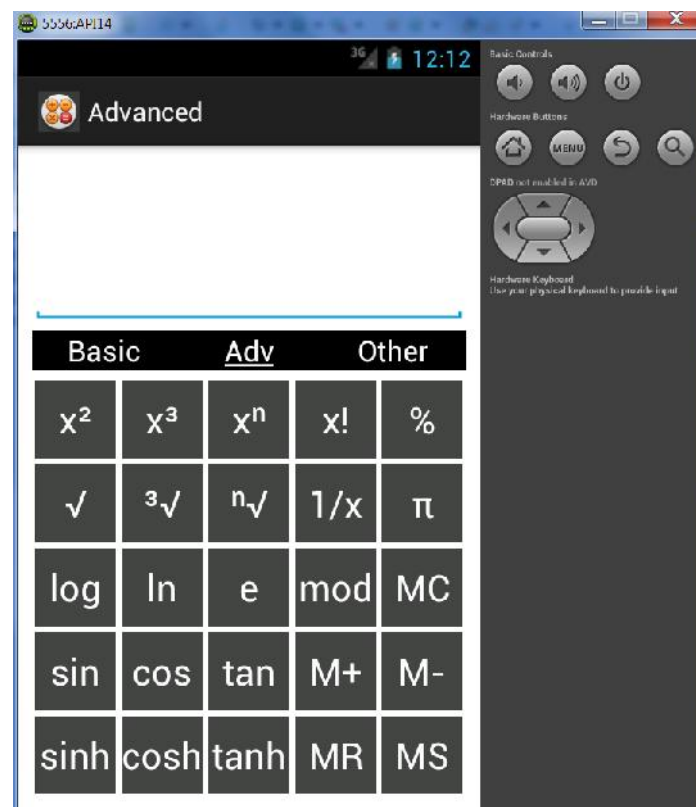 5556:API14
3G 12:12
Advanced
Basic Adv Other
x² x³ xⁿ x! %
√ ³√ ⁿ√ 1/x π
log ln e mod MC
sin cos tan M+ M-
sinh cosh tanh MR MS
Basic Controls
Hardware Buttons
MENU
DPAD not enabled in AVD
Hardware Keyboard
Use your physical keyboard to provide input